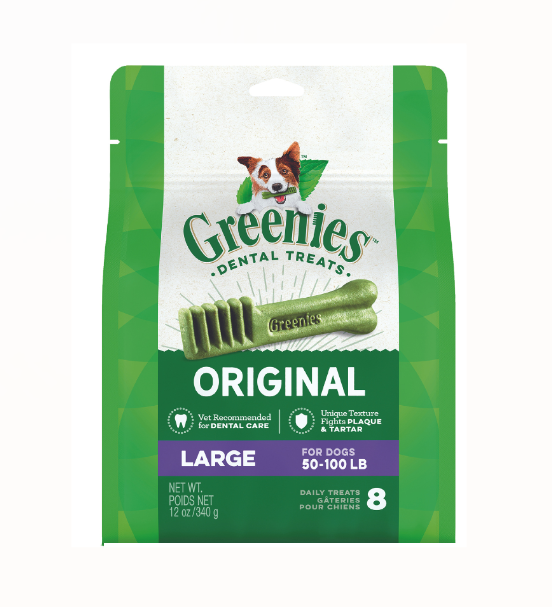 Greenies™
•DENTAL TREATS•
Greenies
ORIGINAL
Vet Recommended
for DENTAL CARE
Unique Texture
Fights PLAQUE
& TARTAR
LARGE
FOR DOGS
50-100 LB
NET WT.
POIDS NET
12 oz/340 g
DAILY TREATS
GÂTERIES
POUR CHIENS
8